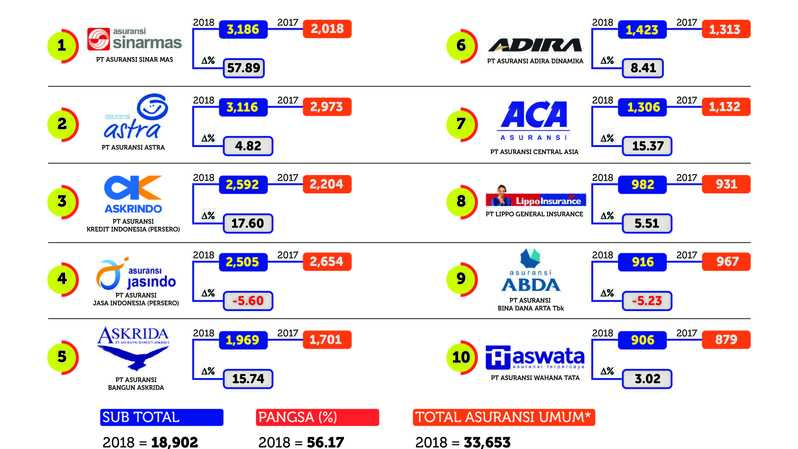 1
asuransi
sinarmas
PT ASURANSI SINAR MAS
2018
3,186
2017
2,018
Δ%
57.89
2
asuransi
astra
PT ASURANSI ASTRA
2018
3,116
2017
2,973
Δ%
4.82
3
ASKRINDO
PT ASURANSI
KREDIT INDONESIA (PERSERO)
2018
2,592
2017
2,204
Δ%
17.60
4
asuransi
jasindo
PT ASURANSI
JASA INDONESIA (PERSERO)
2018
2,505
2017
2,654
Δ%
-5.60
5
ASKRIDA
PT ASURANSI
BANGUN ASKRIDA
2018
1,969
2017
1,701
Δ%
15.74
6
ADIRA
PT ASURANSI ADIRA DINAMIKA
2018
1,423
2017
1,313
Δ%
8.41
7
ACA
ASURANSI
PT ASURANSI CENTRAL ASIA
2018
1,306
2017
1,132
Δ%
15.37
8
LippoInsurance
PT LIPPO GENERAL INSURANCE
2018
982
2017
931
Δ%
5.51
9
asuransi
ABDA
PT ASURANSI
BINA DANA ARTA Tbk
2018
916
2017
967
Δ%
-5.23
10
aswata
asuransi terpercaya
PT ASURANSI WAHANA TATA
2018
906
2017
879
Δ%
3.02
SUB TOTAL
2018 = 18,902
PANGSA (%)
2018 = 56.17
TOTAL ASURANSI UMUM*
2018 = 33,653